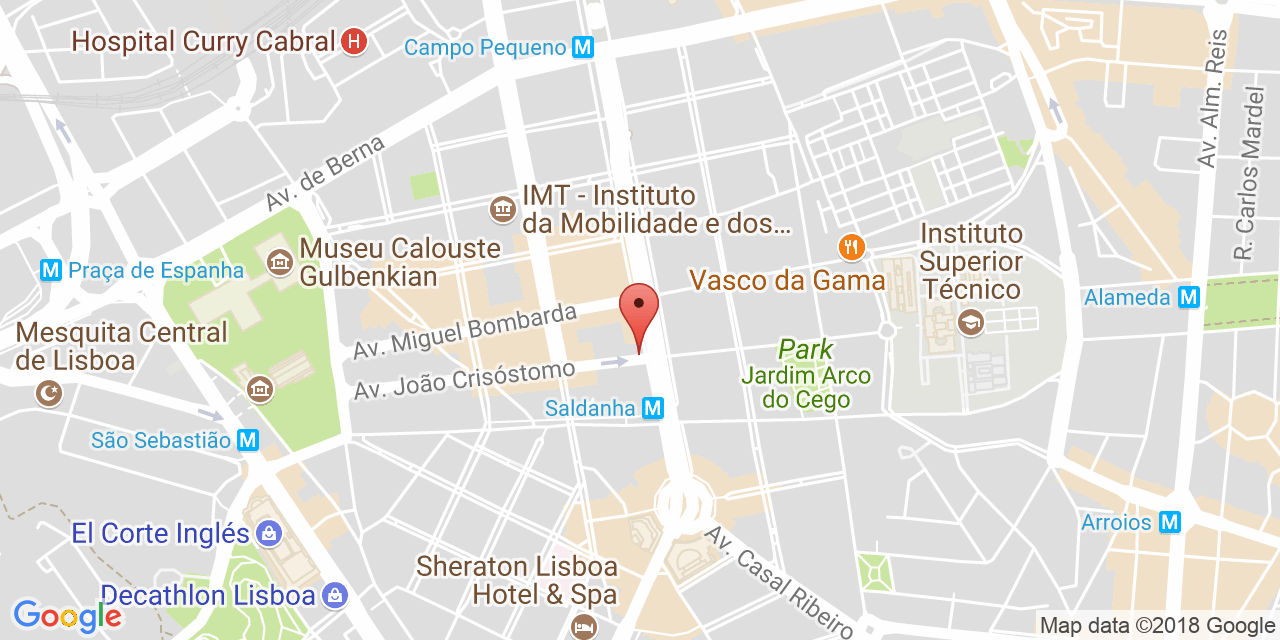 Hospital Curry Cabral
H
Campo Pequeno M
Av. Alm. Reis
R. Carlos Mardel
Av. de Berna
IMT - Instituto
da Mobilidade e dos...
Museu Calouste
Gulbenkian
M Praça de Espanha
Instituto
Superior
Técnico
Vasco da Gama
Alameda M
Mesquita Central
de Lisboa
Av. Miguel Bombarda
Park
Jardim Arco
do Cego
Av. João Crisóstomo
Saldanha M
São Sebastião M
El Corte Inglés
Arroios M
Sheraton Lisboa
Hotel & Spa
Av. Casal Ribeiro
Decathlon Lisboa
Google
Map data ©2018 Google